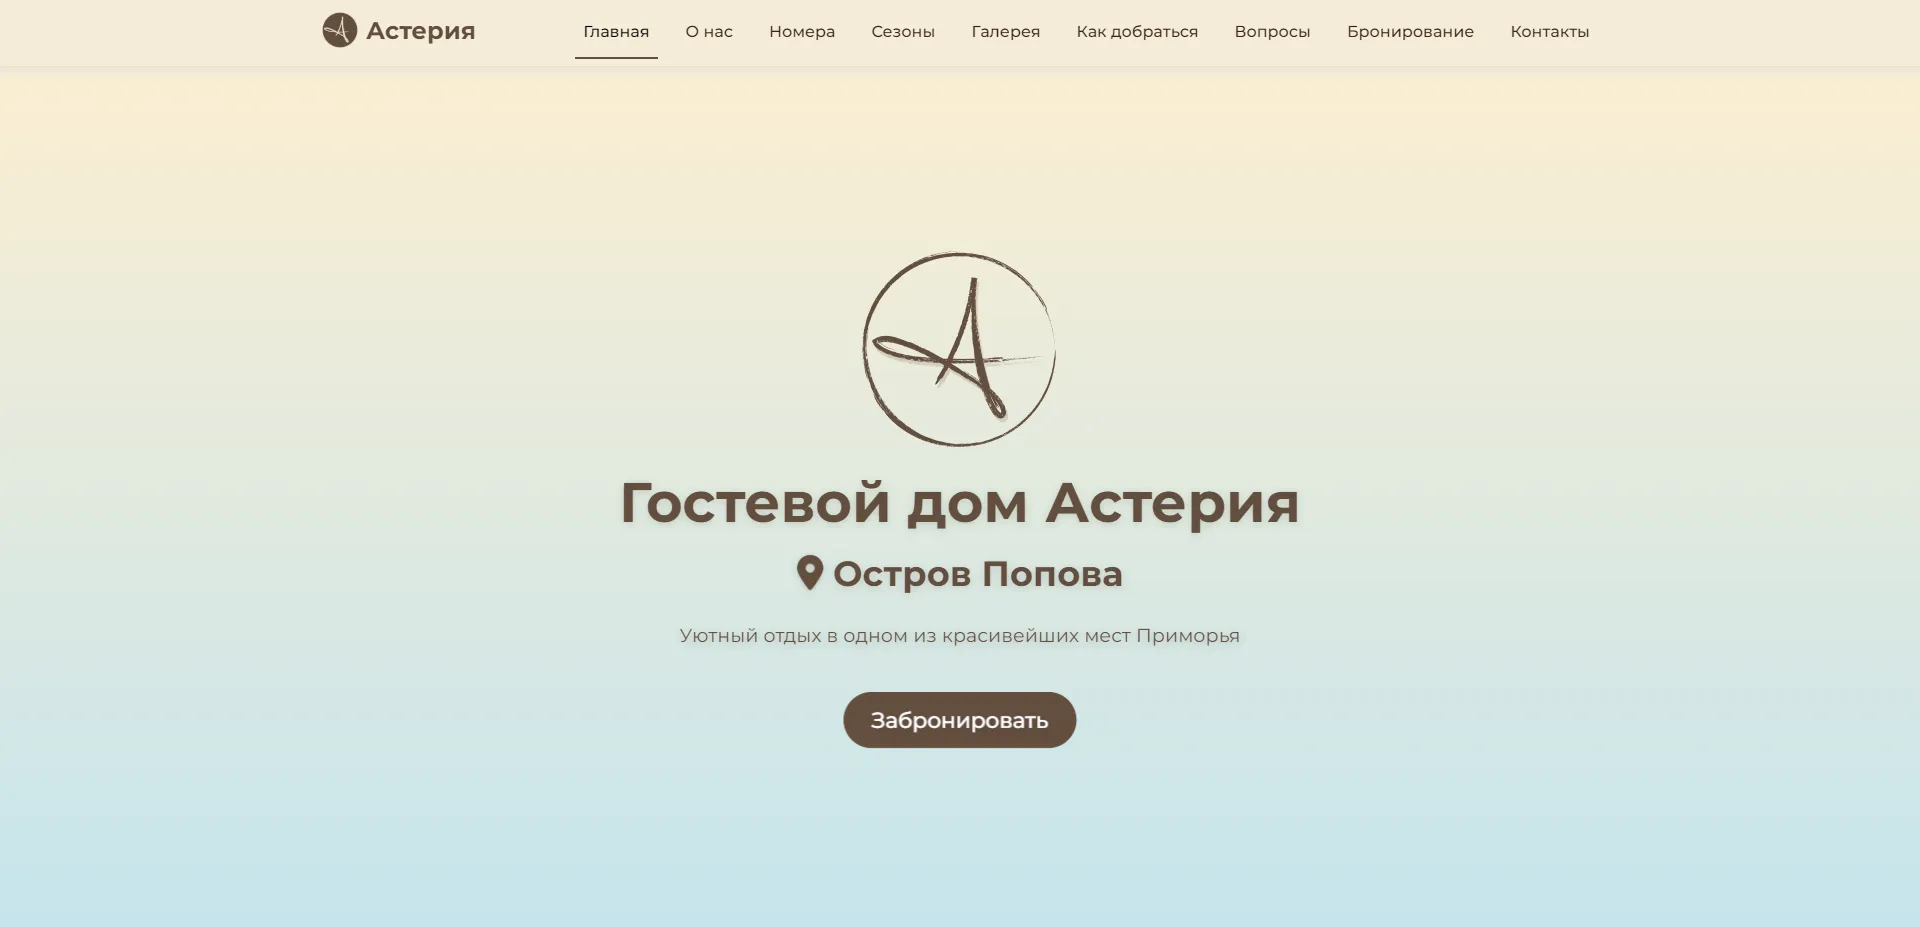 Астерия
Главная
О нас
Номера
Сезоны
Галерея
Как добраться
Вопросы
Бронирование
Контакты
Гостевой дом Астерия
Остров Попова
Уютный отдых в одном из красивейших мест Приморья
Забронировать